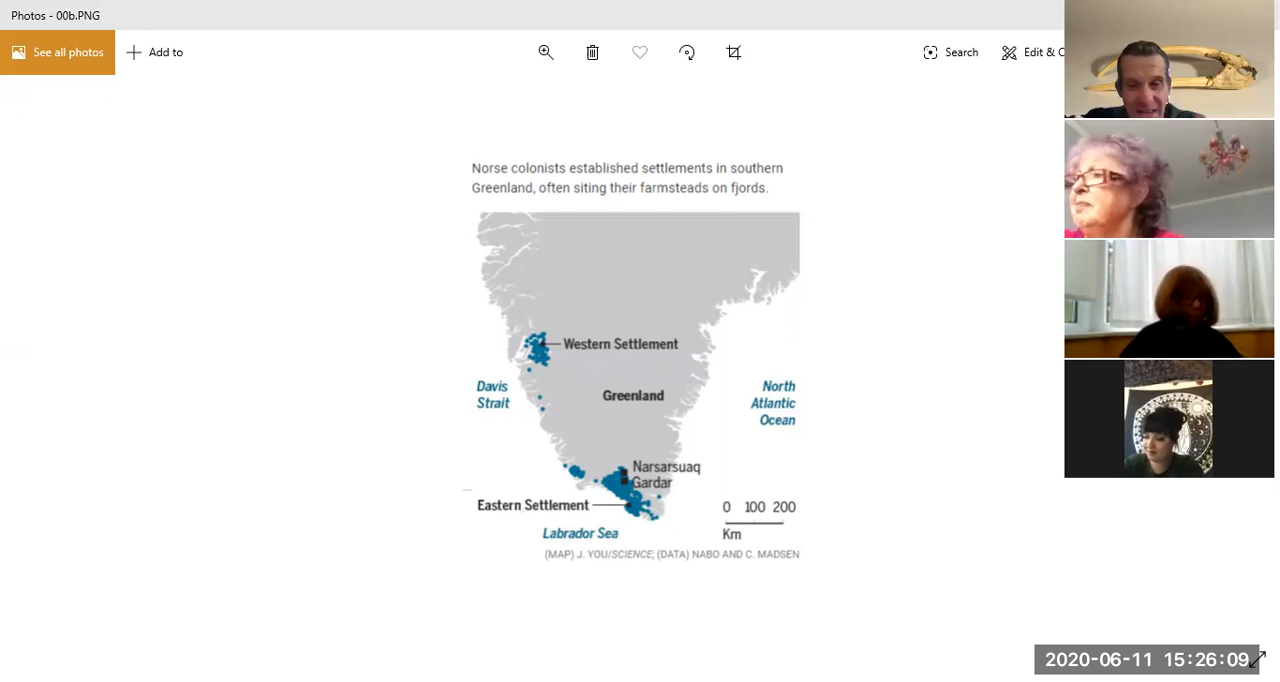 Photos - 00b.PNG
See all photos
Add to
Search
Edit & C
Norse colonists established settlements in southern
Greenland, often siting their farmsteads on fjords.
Western Settlement
Davis
Strait
Greenland
North
Atlantic
Ocean
Narsarsuaq
Gardar
Eastern Settlement
0 100 200
Km
Labrador Sea
(MAP) J. YOU/SCIENCE; (DATA) NABO AND C. MADSEN
2020-06-11 15:26:09